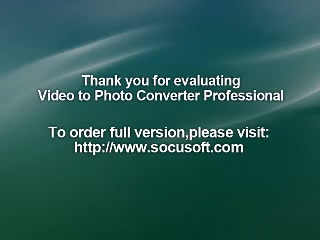 Thank you for evaluating
Video to Photo Converter Professional
To order full version,please visit:
http://www.socusoft.com